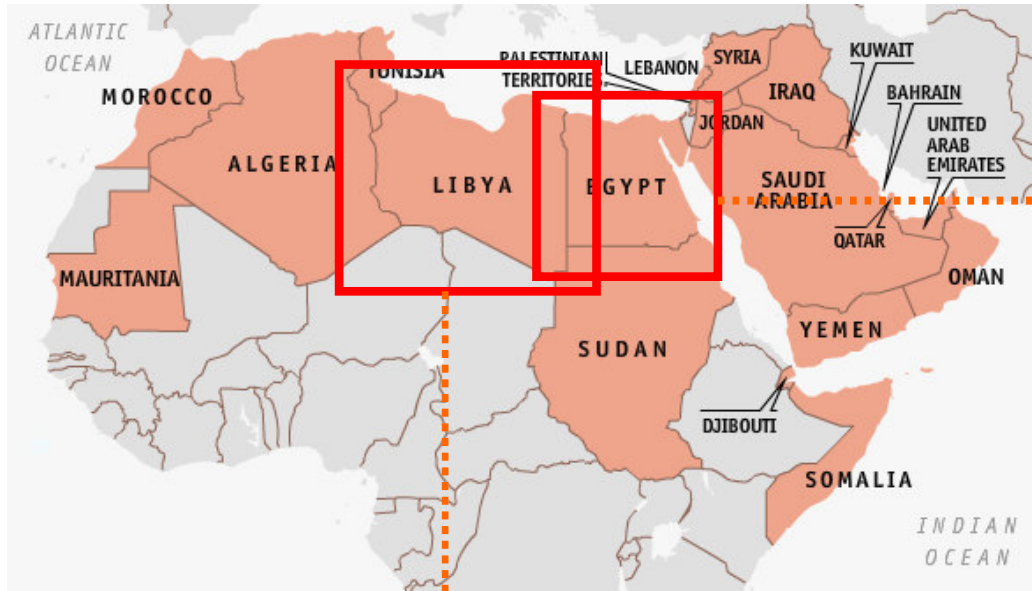 ATLANTIC
OCEAN
MOROCCO
ALGERIA
TUNISIA
LIBYA
EGYPT
PALESTINIAN
TERRITORIES
LEBANON
SYRIA
JORDAN
IRAQ
KUWAIT
BAHRAIN
UNITED
ARAB
EMIRATES
SAUDI
ARABIA
QATAR
OMAN
YEMEN
MAURITANIA
SUDAN
DJIBOUTI
SOMALIA
INDIAN
OCEAN